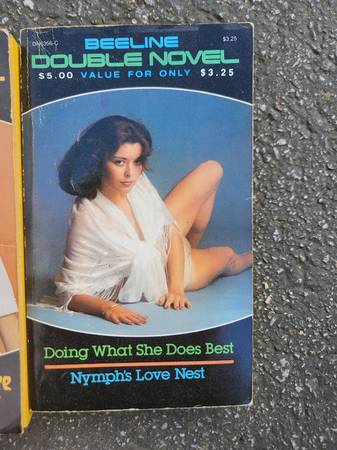 DN6356-C
$3.25
BEELINE
DOUBLE NOVEL
$5.00 VALUE FOR ONLY $3.25
Doing What She Does Best
Nymph's Love Nest